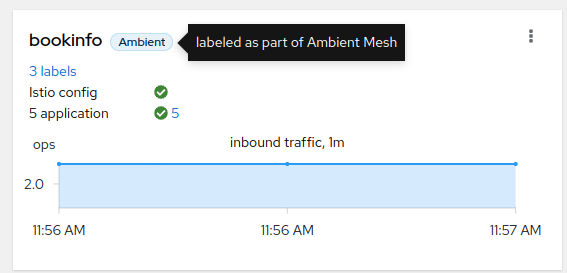 bookinfo Ambient labeled as part of Ambient Mesh
3 labels
Istio config
5 application 5
ops inbound traffic, 1m
2.0
11:56 AM 11:56 AM 11:57 AM